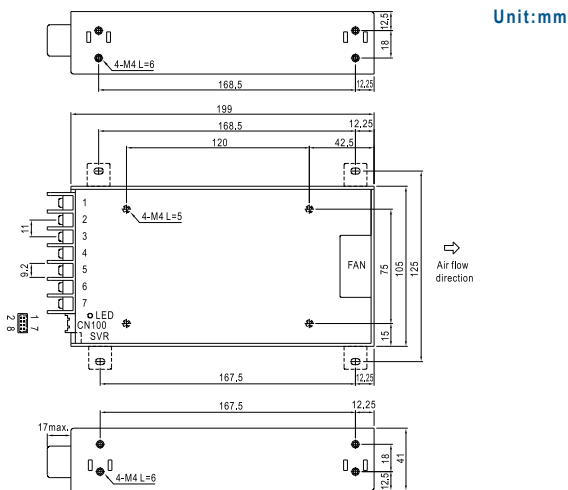 Unit:mm
12,5
18
4-M4 L=6
168,5
12,25
199
168,5
12,25
120
42,5
1
2
3
4
5
6
7
11
9,2
4-M4 L=5
FAN
75
105
125
15
Air flow
direction
LED
CN100
SVR
1 7
2 8
167,5
12,25
167,5
12,25
17max.
4-M4 L=6
18
12,5
41